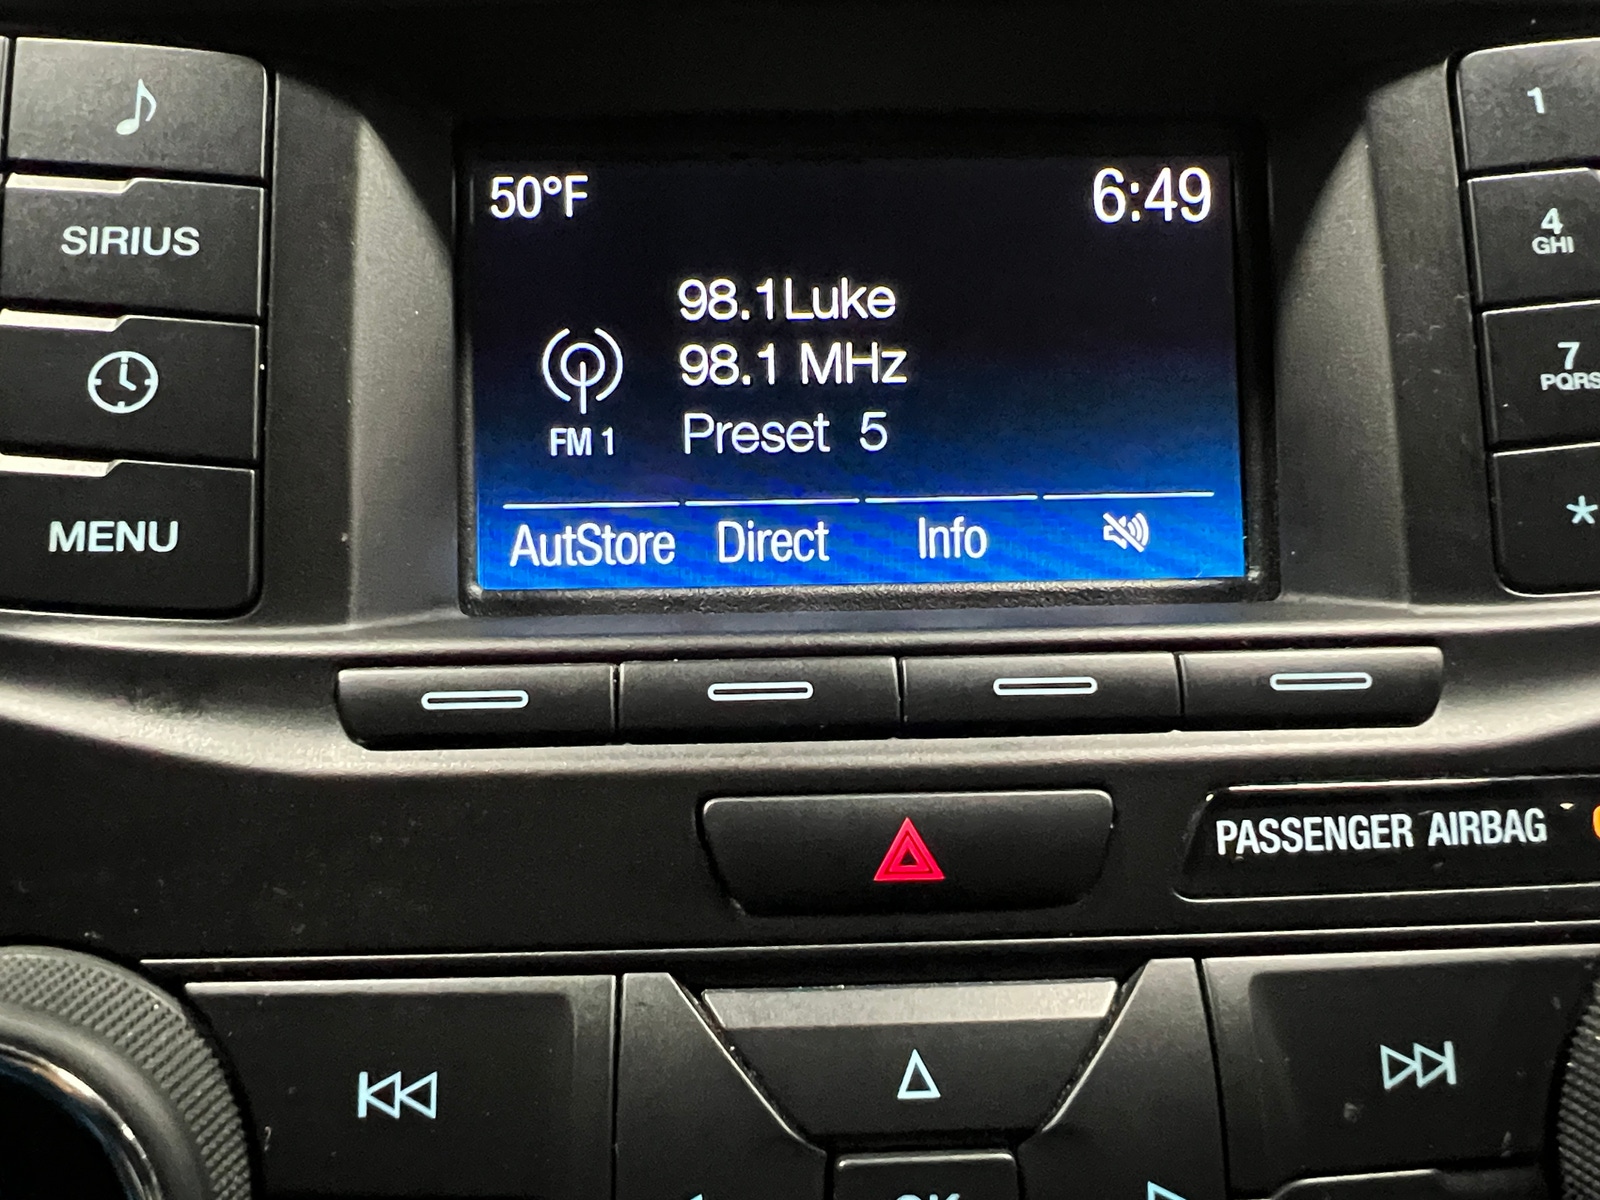 50°F
6:49
98.1Luke
98.1 MHz
FM 1
Preset 5
AutStore Direct Info
SIRIUS
MENU
1
4
GHI
7
PQRS
*
PASSENGER AIRBAG
OK